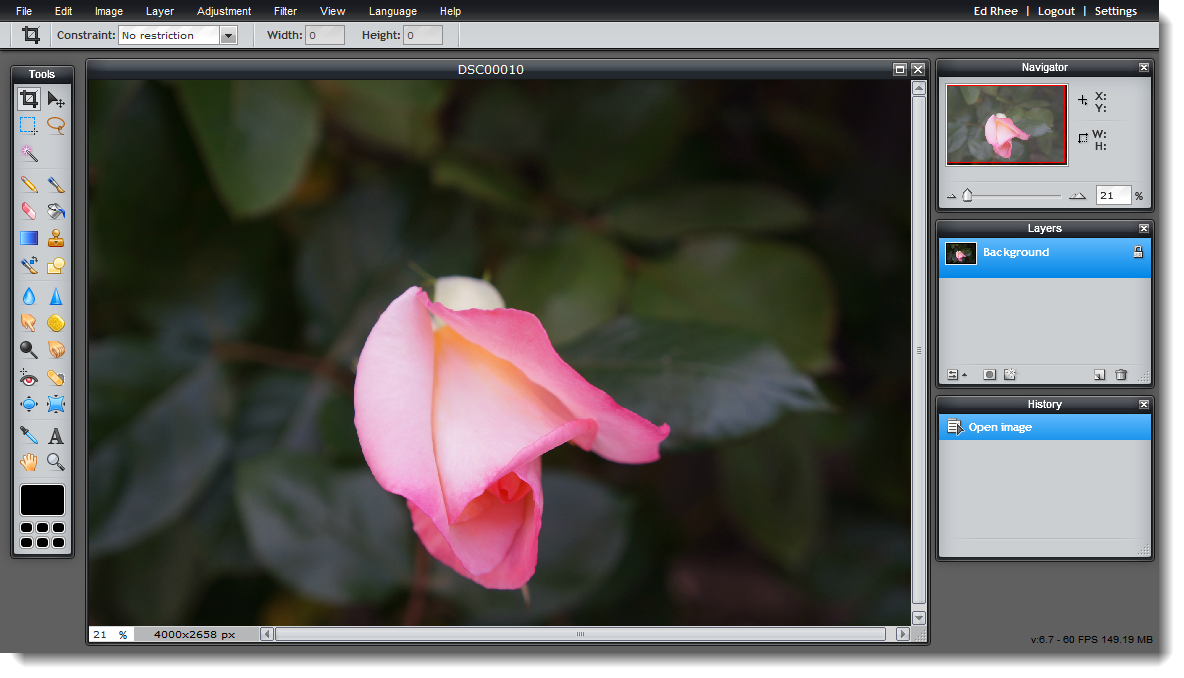 File Edit Image Layer Adjustment Filter View Language Help Ed Rhee | Logout | Settings
Constraint: No restriction Width: 0 Height: 0
Tools
DSC00010
Navigator
X:
Y:
W:
H:
21 %
Layers
Background
History
Open image
A
21 % 4000x2658 px
v:6.7 - 60 FPS 149.19 MB